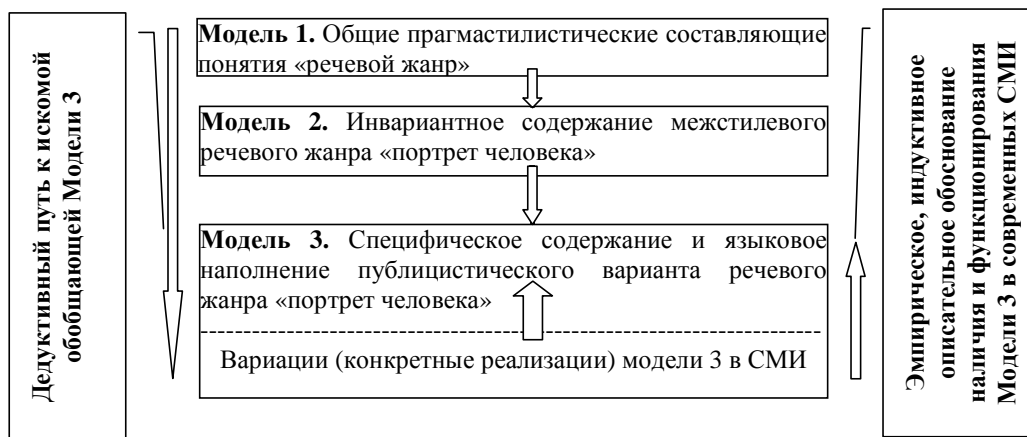 Дедуктивный путь к искомой
обобщающей Модели 3
Модель 1. Общие прагмастилистические составляющие
понятия «речевой жанр»
Модель 2. Инвариантное содержание межстилевого
речевого жанра «портрет человека»
Модель 3. Специфическое содержание и языковое
наполнение публицистического варианта речевого
жанра «портрет человека»
Вариации (конкретные реализации) модели 3 в СМИ
Эмпирическое, индуктивное
описательное обоснование
наличия и функционирования
Модели 3 в современных СМИ